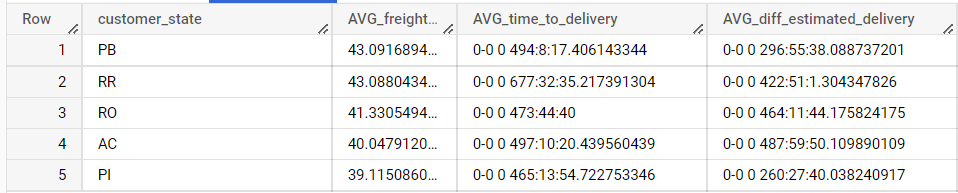 Row customer_state AVG_freight… AVG_time_to_delivery AVG_diff_estimated_delivery
1 PB 43.0916894… 0-0 0 494:8:17.406143344 0-0 0 296:55:38.088737201
2 RR 43.0880434… 0-0 0 677:32:35.217391304 0-0 0 422:51:1.304347826
3 RO 41.3305494… 0-0 0 473:44:40 0-0 0 464:11:44.175824175
4 AC 40.0479120… 0-0 0 497:10:20.439560439 0-0 0 487:59:50.109890109
5 PI 39.1150860… 0-0 0 465:13:54.722753346 0-0 0 260:27:40.038240917